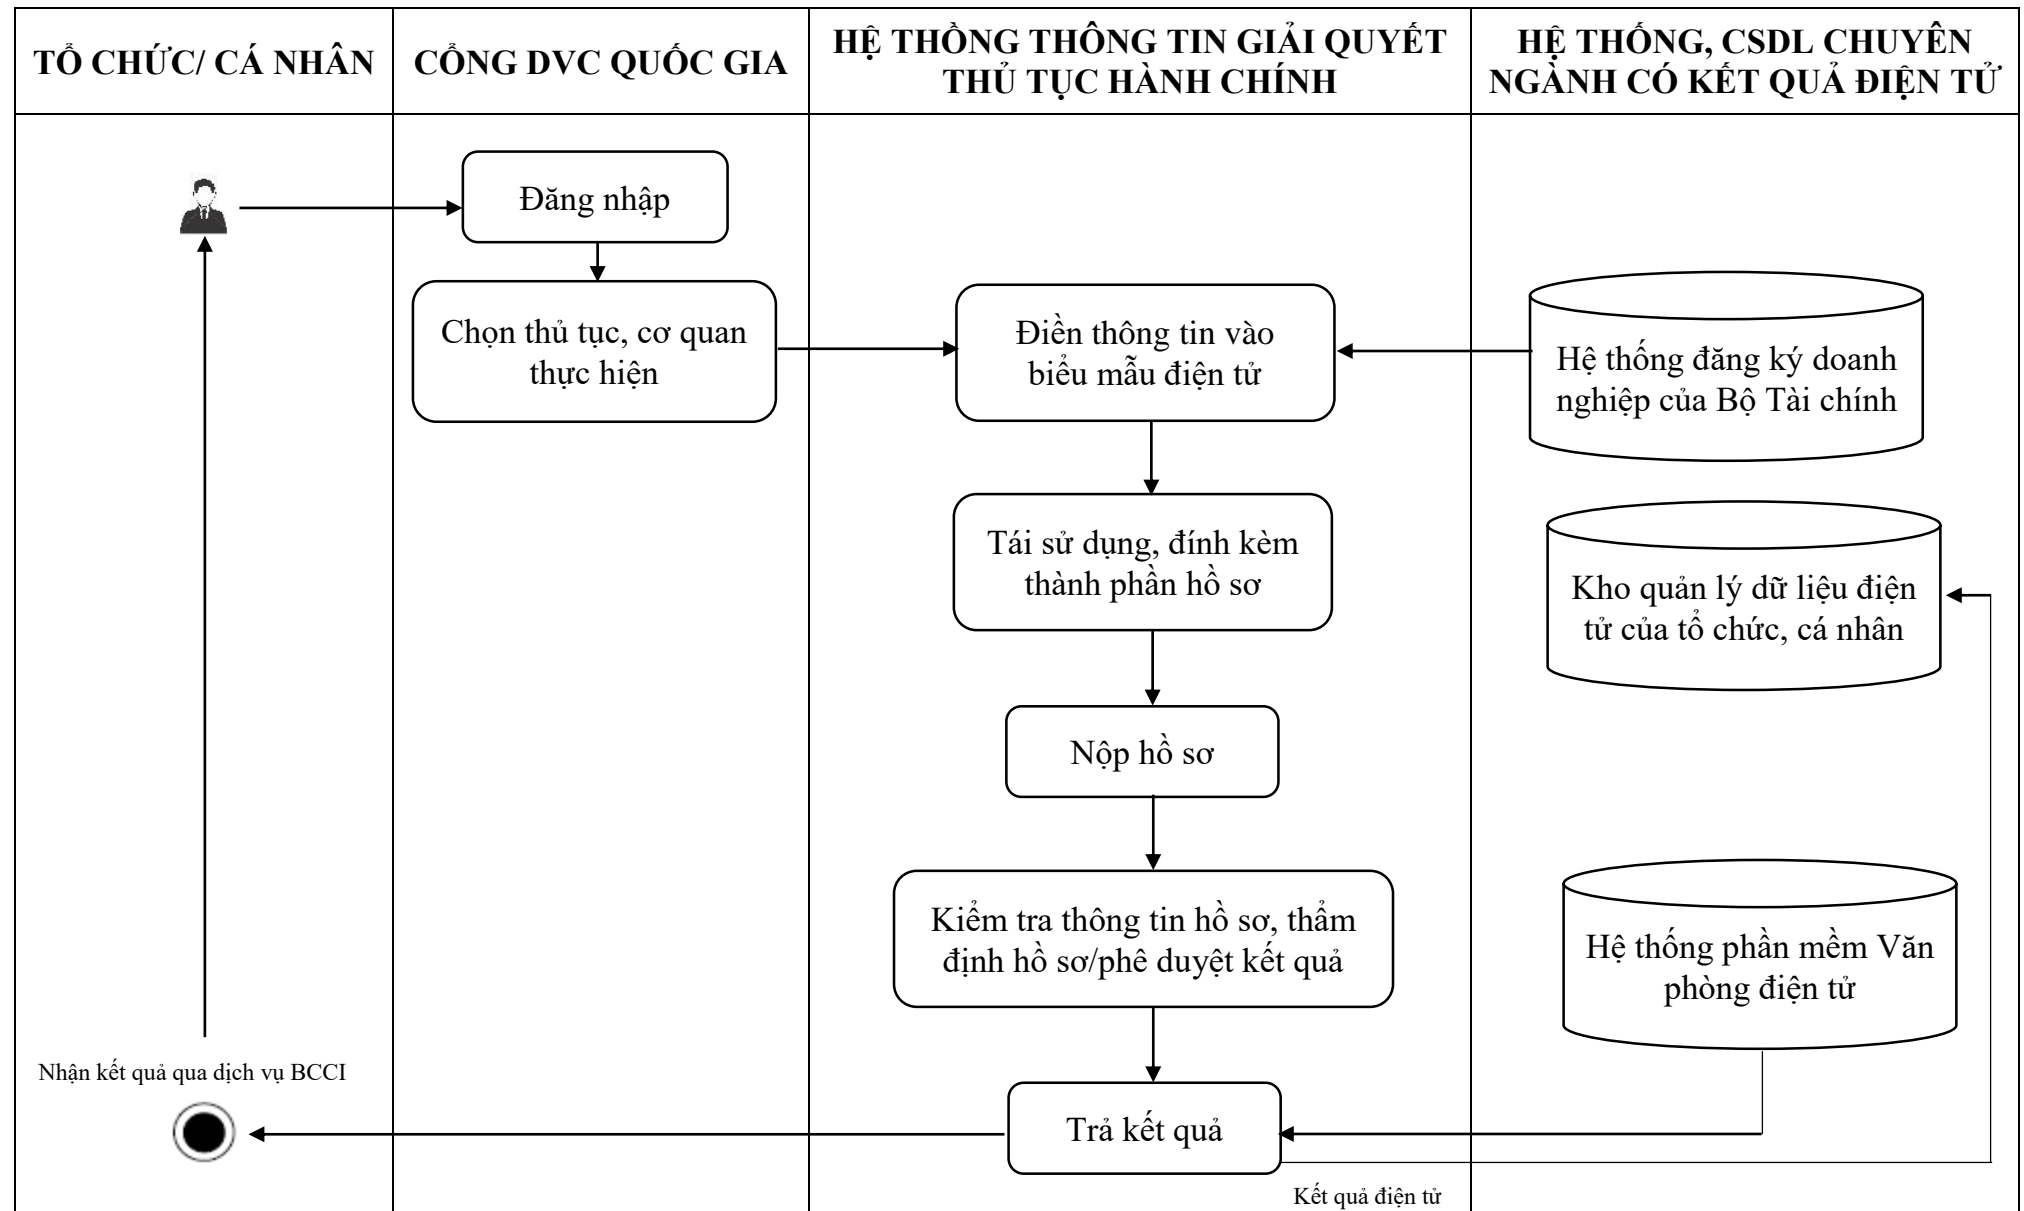 TỔ CHỨC/ CÁ NHÂN
CỔNG DVC QUỐC GIA
HỆ THỒNG THÔNG TIN GIẢI QUYẾT
THỦ TỤC HÀNH CHÍNH
HỆ THỐNG, CSDL CHUYÊN
NGÀNH CÓ KẾT QUẢ ĐIỆN TỬ
Đăng nhập
Chọn thủ tục, cơ quan
thực hiện
Điền thông tin vào
biểu mẫu điện tử
Hệ thống đăng ký doanh
nghiệp của Bộ Tài chính
Tái sử dụng, đính kèm
thành phần hồ sơ
Kho quản lý dữ liệu điện
tử của tổ chức, cá nhân
Nộp hồ sơ
Kiểm tra thông tin hồ sơ, thẩm
định hồ sơ/phê duyệt kết quả
Hệ thống phần mềm Văn
phòng điện tử
Nhận kết quả qua dịch vụ BCCI
Trả kết quả
Kết quả điện tử